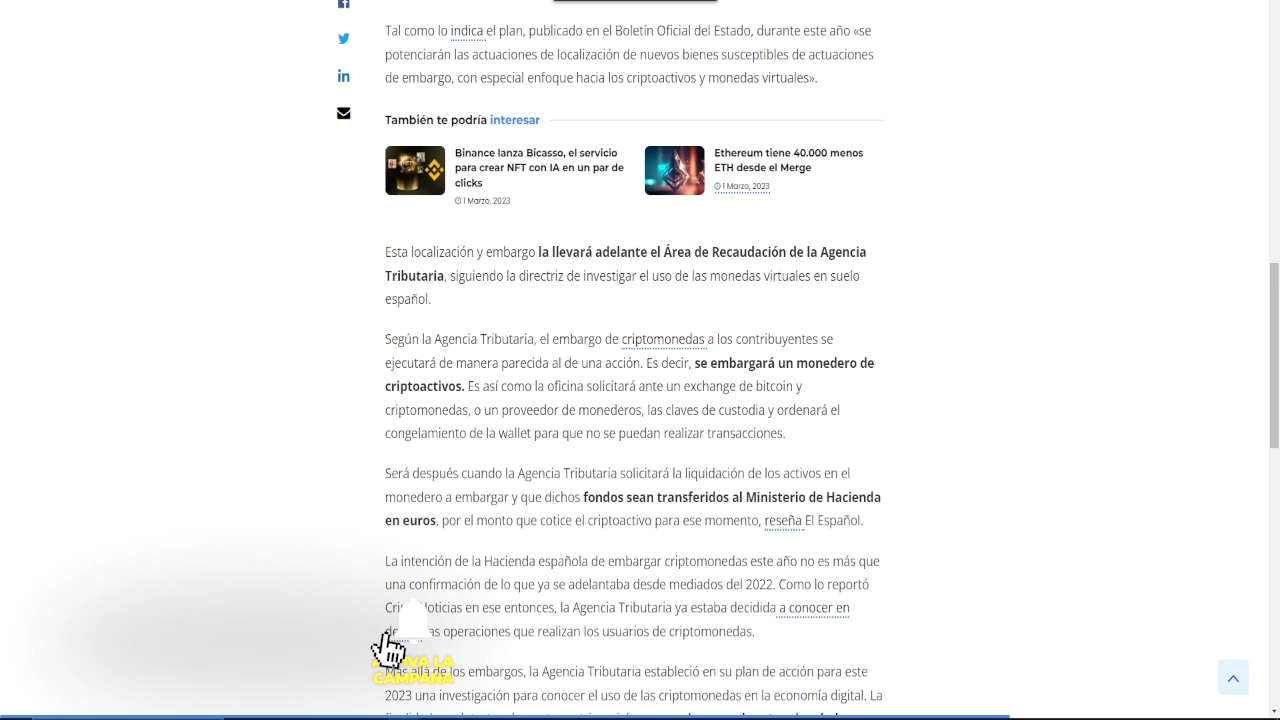 Tal como lo indica el plan, publicado en el Boletín Oficial del Estado, durante este año «se
potenciarán las actuaciones de localización de nuevos bienes susceptibles de actuaciones
de embargo, con especial enfoque hacia los criptoactivos y monedas virtuales».
También te podría interesar
Binance lanza Bicasso, el servicio
para crear NFT con IA en un par de
clicks
1 Marzo, 2023
Ethereum tiene 40.000 menos
ETH desde el Merge
1 Marzo, 2023
Esta localización y embargo la llevará adelante el Área de Recaudación de la Agencia
Tributaria, siguiendo la directriz de investigar el uso de las monedas virtuales en suelo
español.
Según la Agencia Tributaria, el embargo de criptomonedas a los contribuyentes se
ejecutará de manera parecida al de una acción. Es decir, se embargará un monedero de
criptoactivos. Es así como la oficina solicitará ante un exchange de bitcoin y
criptomonedas, o un proveedor de monederos, las claves de custodia y ordenará el
congelamiento de la wallet para que no se puedan realizar transacciones.
Será después cuando la Agencia Tributaria solicitará la liquidación de los activos en el
monedero a embargar y que dichos fondos sean transferidos al Ministerio de Hacienda
en euros, por el monto que cotice el criptoactivo para ese momento, reseña El Español.
La intención de la Hacienda española de embargar criptomonedas este año no es más que
una confirmación de lo que ya se adelantaba desde mediados del 2022. Como lo reportó
en ese entonces, la Agencia Tributaria ya estaba decidida a conocer en
operaciones que realizan los usuarios de criptomonedas.
LA
CAMPANA
Más allá de los embargos, la Agencia Tributaria estableció en su plan de acción para este
2023 una investigación para conocer el uso de las criptomonedas en la economía digital. La